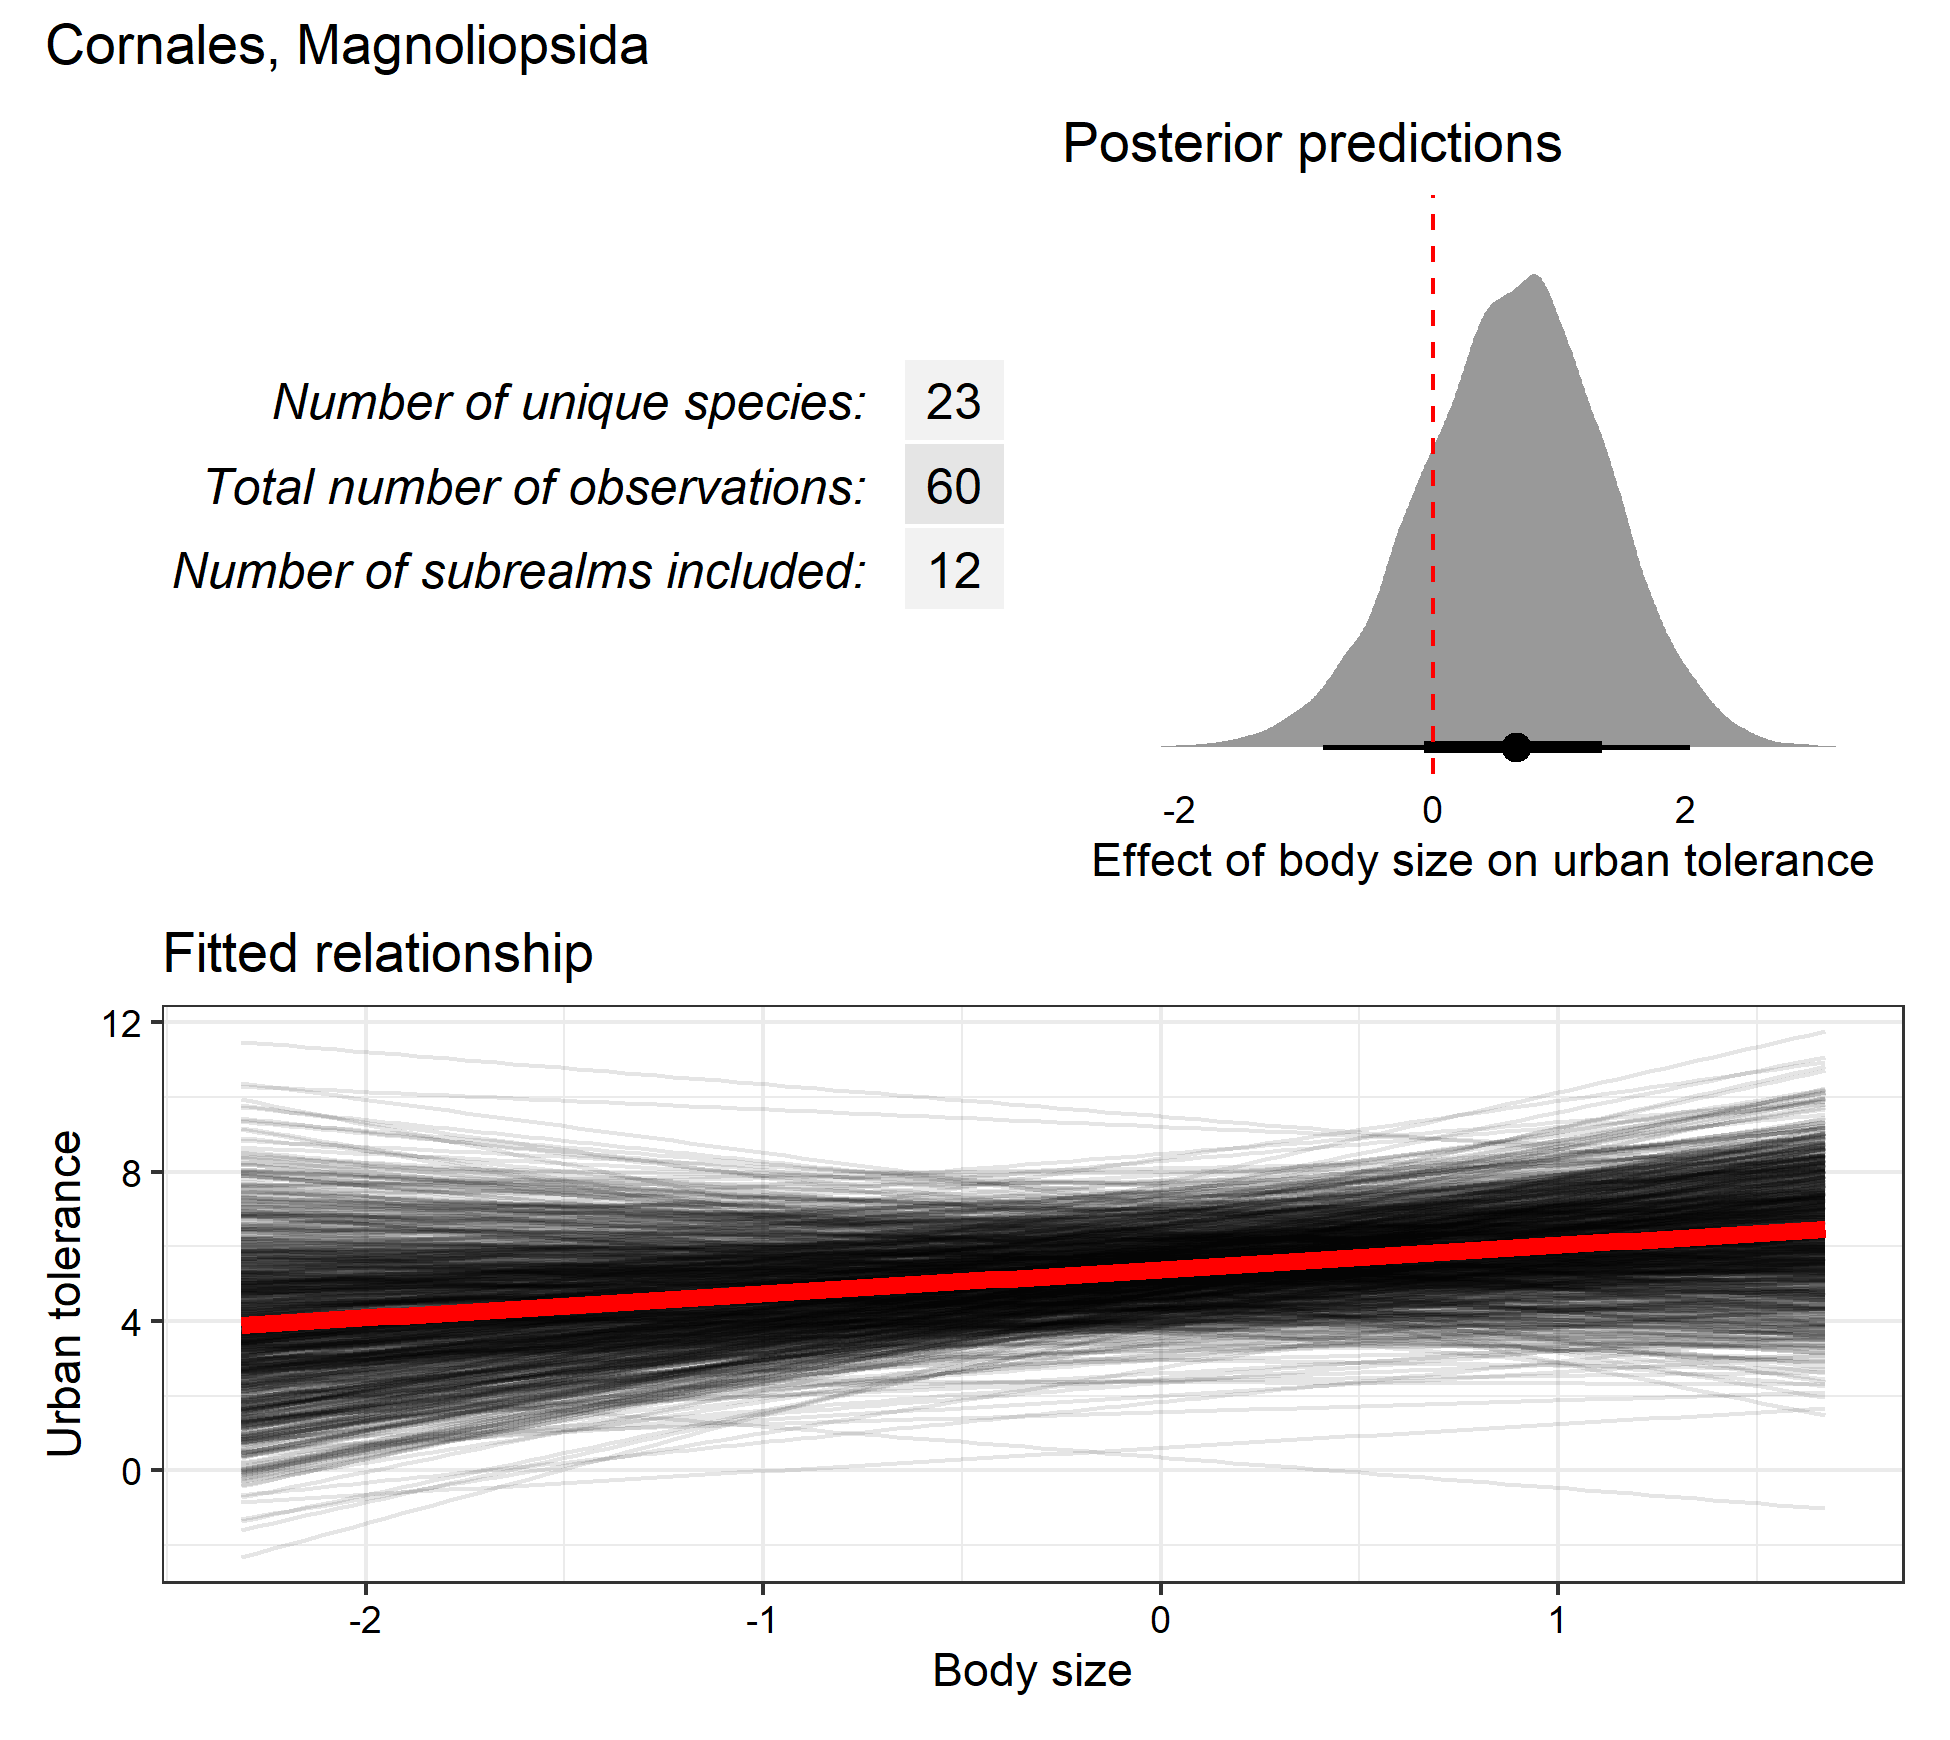 Cornales, Magnoliopsida
Posterior predictions
Number of unique species: 23
Total number of observations: 60
Number of subrealms included: 12
-2 0 2
Effect of body size on urban tolerance
Fitted relationship
12
8
4
0
Urban tolerance
-2 -1 0 1
Body size